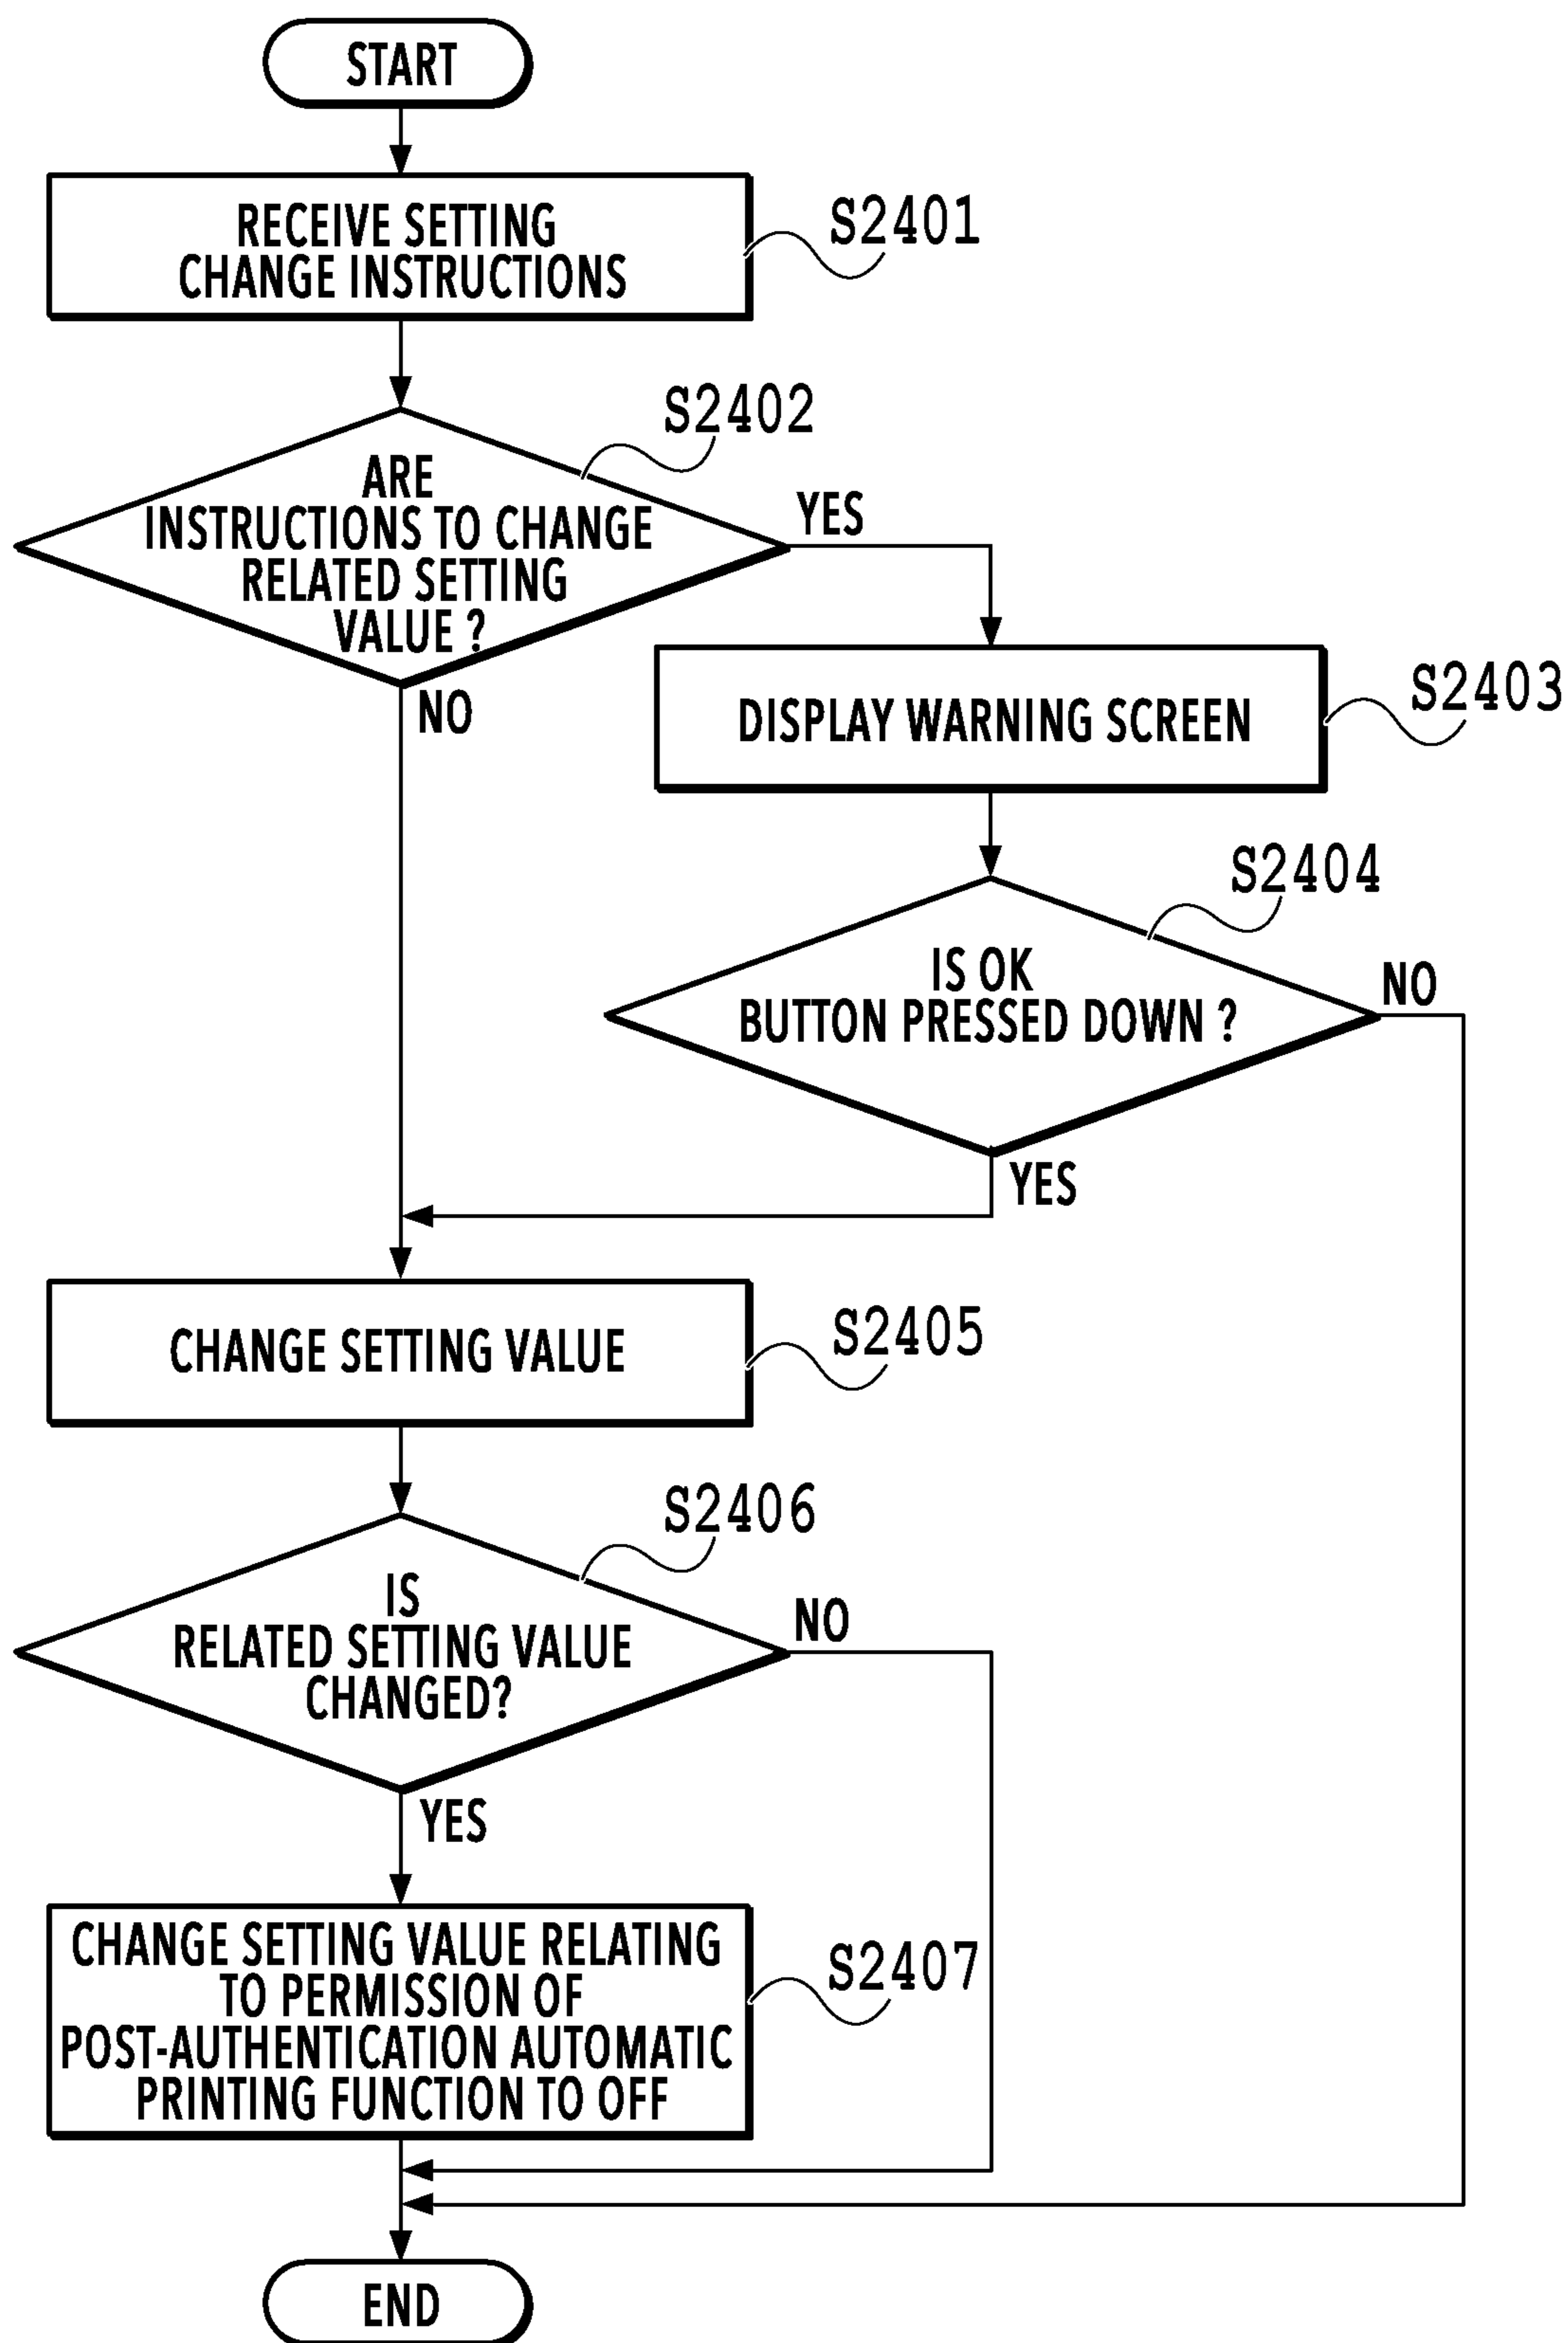 START
RECEIVE SETTING
CHANGE INSTRUCTIONS
S2401
S2402
ARE
INSTRUCTIONS TO CHANGE
RELATED SETTING
VALUE ?
YES
NO
DISPLAY WARNING SCREEN
S2403
S2404
IS OK
BUTTON PRESSED DOWN ?
NO
YES
CHANGE SETTING VALUE
S2405
S2406
IS
RELATED SETTING VALUE
CHANGED?
NO
YES
CHANGE SETTING VALUE RELATING
TO PERMISSION OF
POST-AUTHENTICATION AUTOMATIC
PRINTING FUNCTION TO OFF
S2407
END